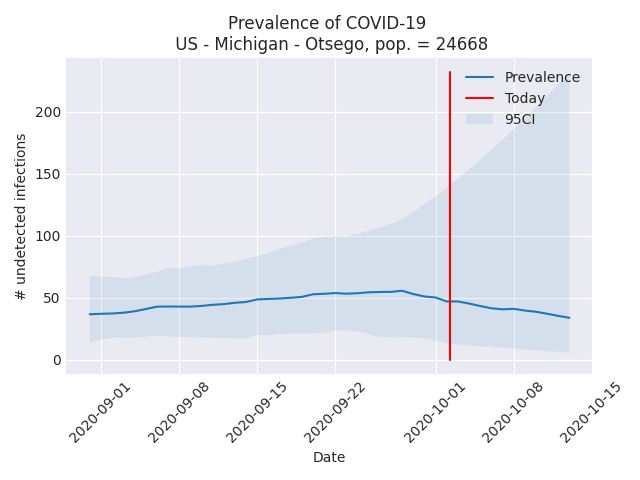 Prevalence of COVID-19
US - Michigan - Otsego, pop. = 24668
Prevalence
Today
95CI
# undetected infections
200
150
100
50
0
2020-09-01
2020-09-08
2020-09-15
2020-09-22
2020-10-01
2020-10-08
2020-10-15
Date